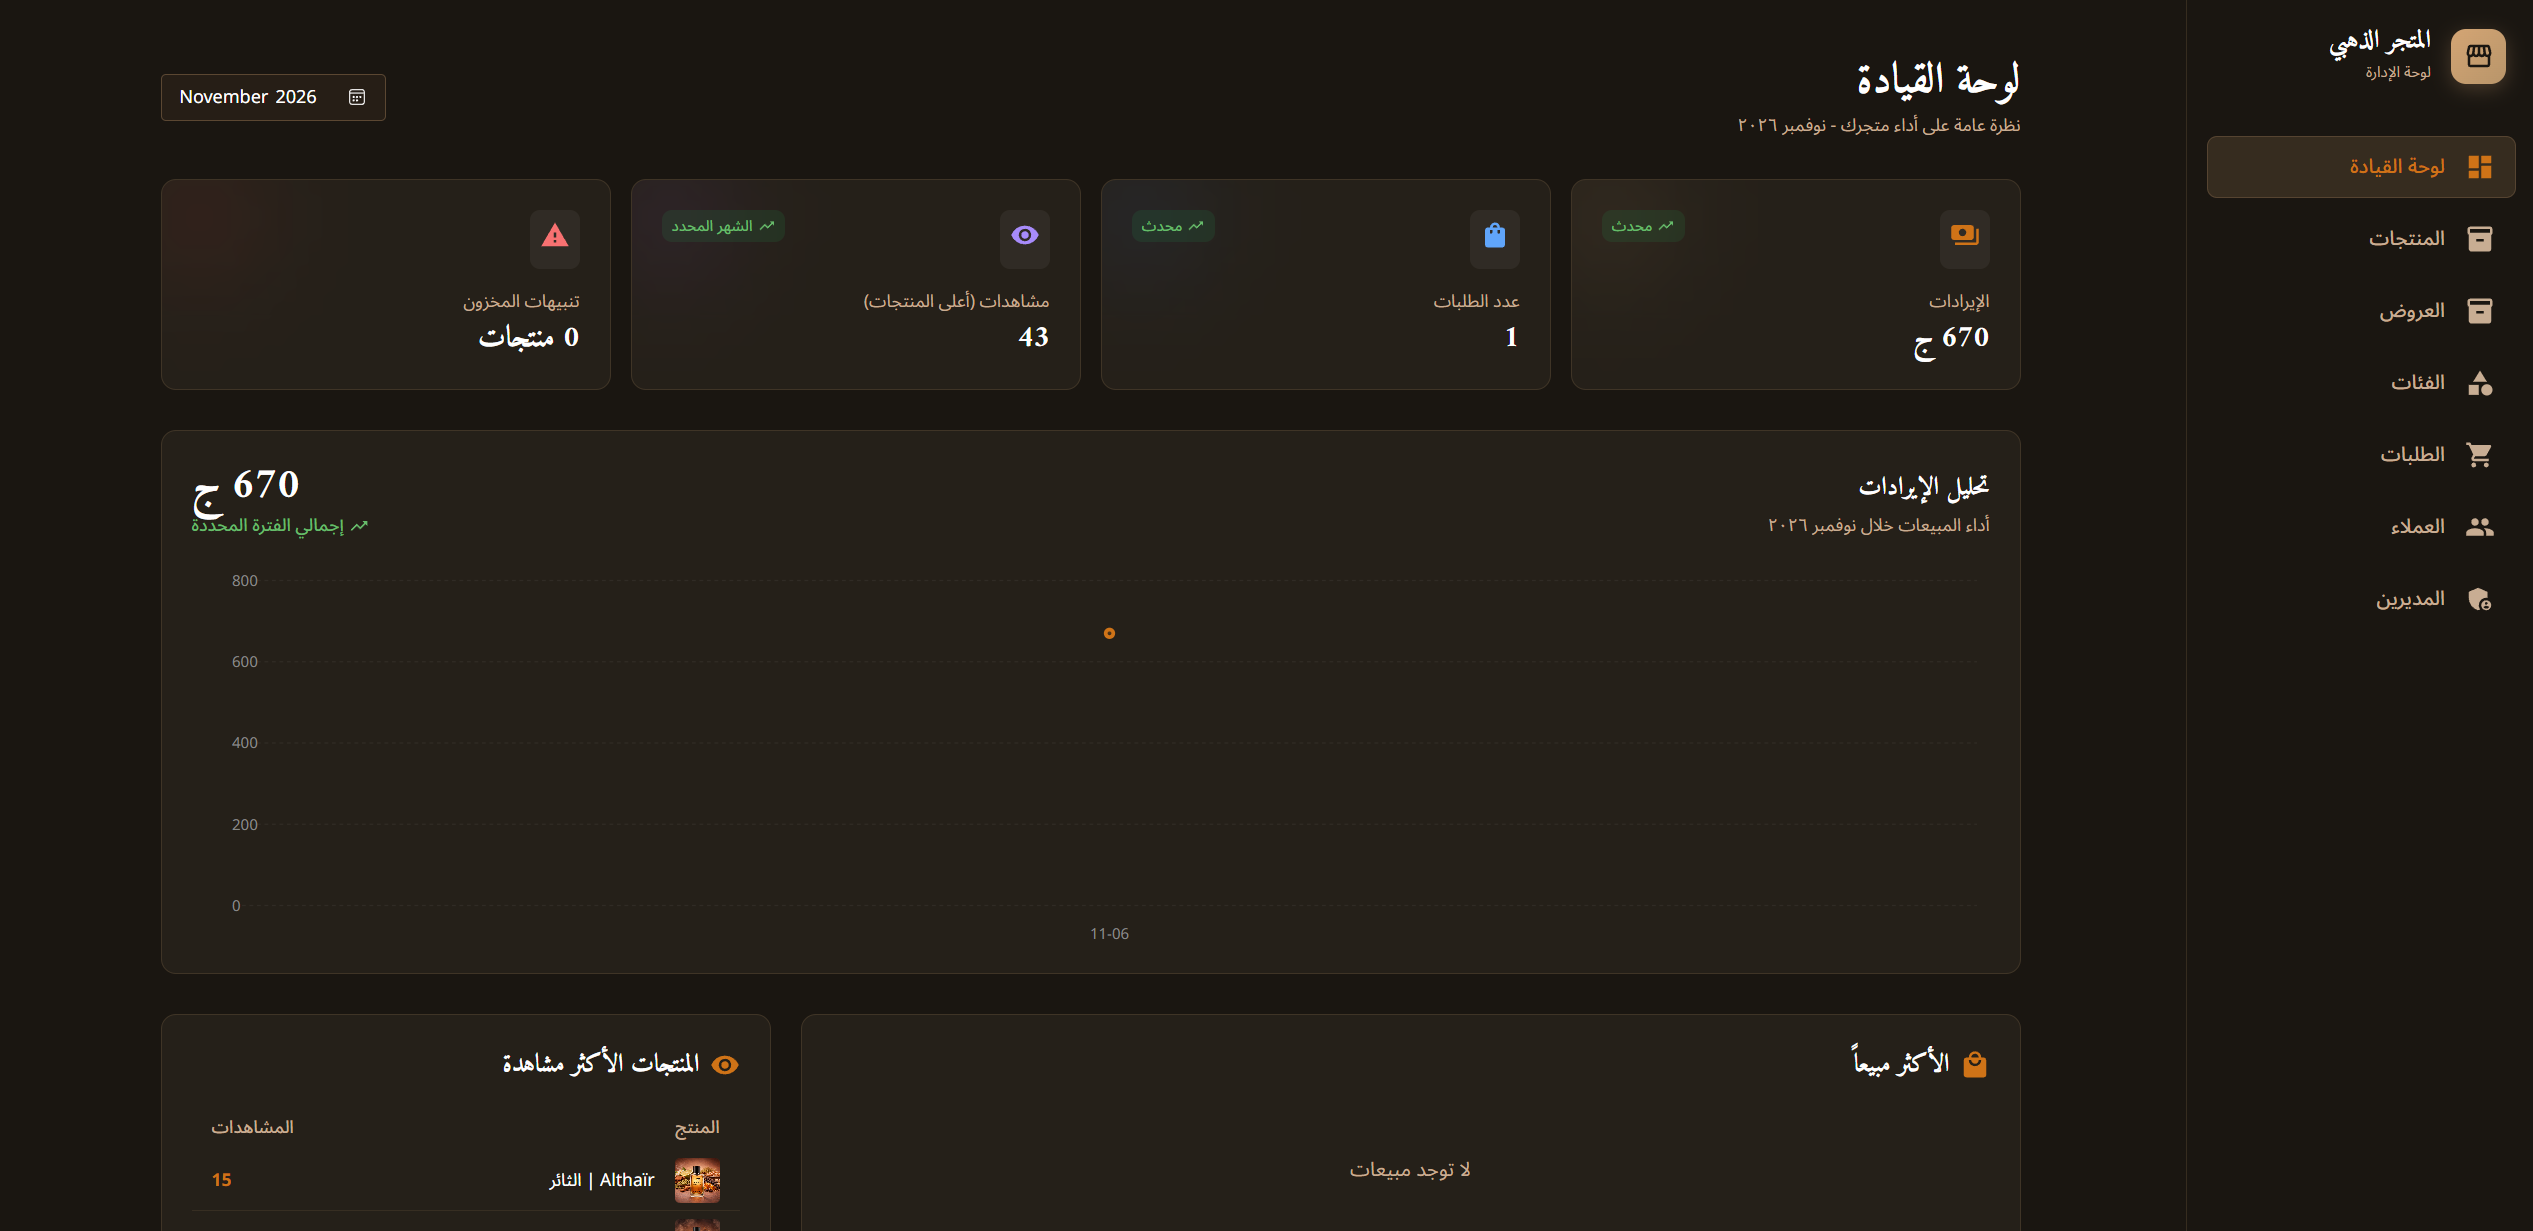 المتجر الذهبي
لوحة الإدارة
لوحة القيادة
المنتجات
العروض
الفئات
الطلبات
العملاء
المديرين
لوحة القيادة
نظرة عامة على أداء متجرك - نوفمبر ٢٠٢٦
November 2026
محدث
الإيرادات
670 ج
محدث
عدد الطلبات
1
الشهر المحدد
مشاهدات (أعلى المنتجات)
43
تنبيهات المخزون
0 منتجات
تحليل الإيرادات
أداء المبيعات خلال نوفمبر ٢٠٢٦
670 ج
إجمالي الفترة المحددة
800
600
400
200
0
11-06
الأكثر مبيعاً
لا توجد مبيعات
المنتجات الأكثر مشاهدة
المنتج المشاهدات
Althaïr | الثائر 15